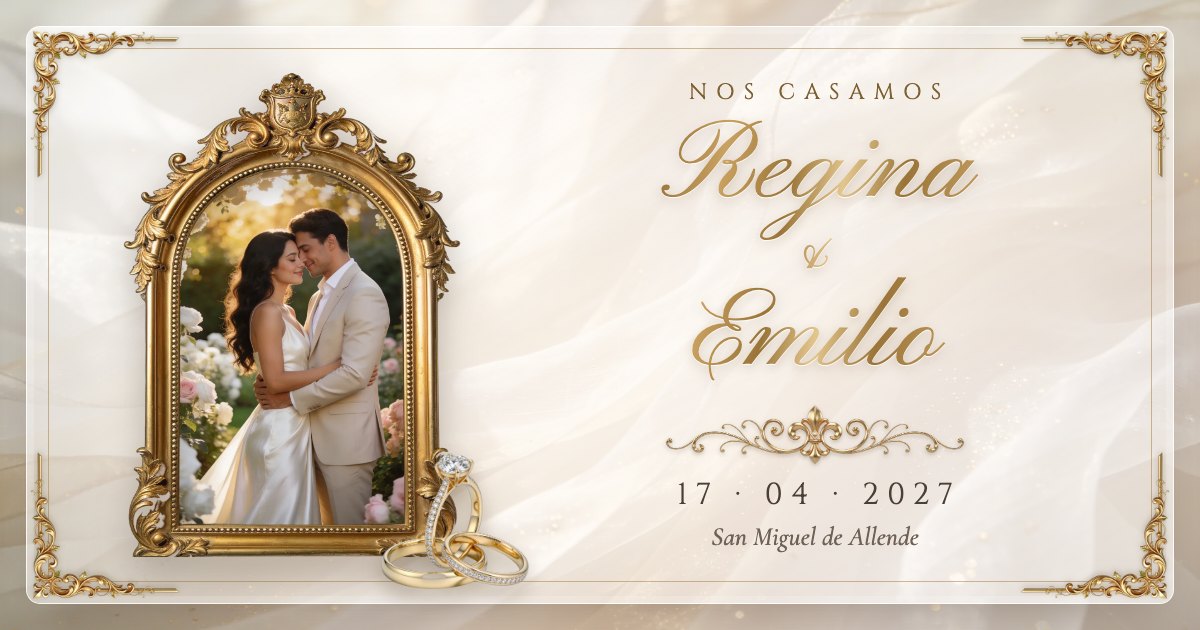 NOS CASAMOS
Regina
&
Emilio
17 · 04 · 2027
San Miguel de Allende